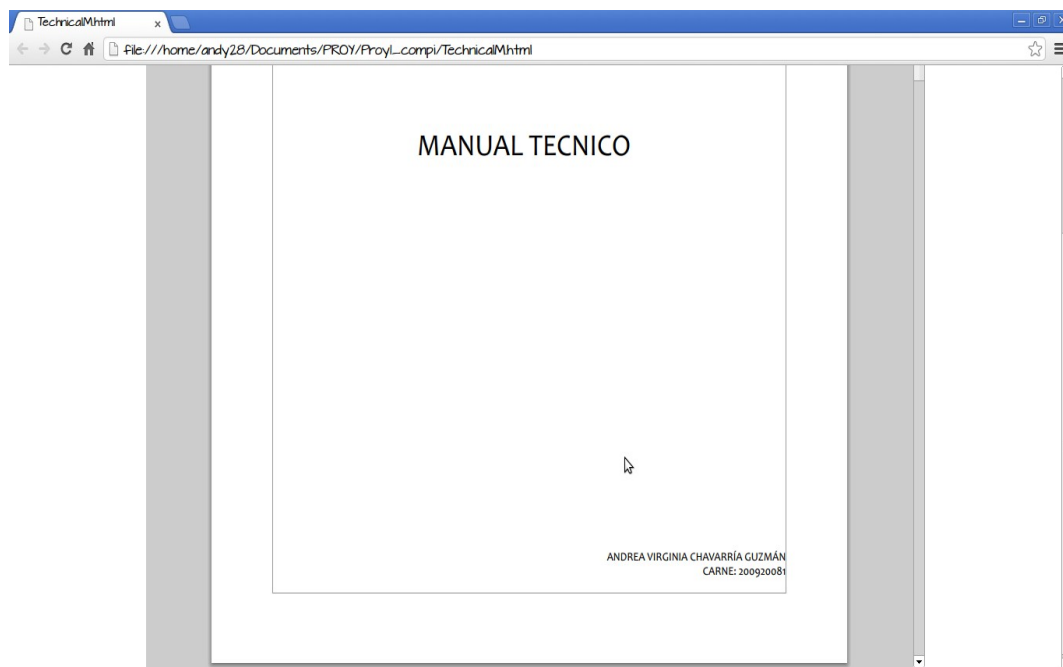 TechnicalM.html
file:///home/andy28/Documents/PROY/Proy1_compi/TechnicalM.html
MANUAL TECNICO
ANDREA VIRGINIA CHAVARRÍA GUZMÁN
CARNE: 200920081